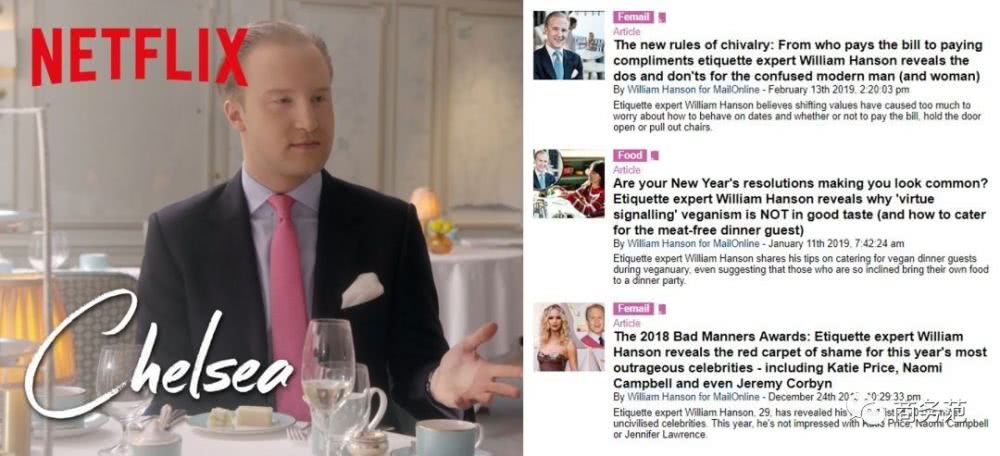 NETFLIX
Chelsea
Femail
Article
The new rules of chivalry: From who pays the bill to paying
compliments etiquette expert William Hanson reveals the
dos and don'ts for the confused modern man (and woman)
By William Hanson for MailOnline - February 13th 2019, 2:20:03 pm
Etiquette expert William Hanson believes shifting values have caused too much to
worry about how to behave on dates and whether or not to pay the bill, hold the door
open or pull out chairs.
Food
Article
Are your New Year's resolutions making you look common?
Etiquette expert William Hanson reveals why 'virtue
signalling' veganism is NOT in good taste (and how to cater
for the meat-free dinner guest)
By William Hanson for MailOnline - January 11th 2019, 7:42:24 am
Etiquette expert William Hanson shares his tips on catering for vegan dinner guests
during veganuary, even suggesting that those who are so inclined bring their own food
to a dinner party.
Femail
Article
The 2018 Bad Manners Awards: Etiquette expert William
Hanson reveals the red carpet of shame for this year's most
outrageous celebrities - including Katie Price, Naomi
Campbell and even Jeremy Corbyn
By William Hanson for MailOnline - December 24th 29:33 pm
Etiquette expert William Hanson, 29, has revealed his
uncivilised celebrities. This year, he's not impressed with Katie Price, Naomi Campbell
or Jennifer Lawrence.
商务范